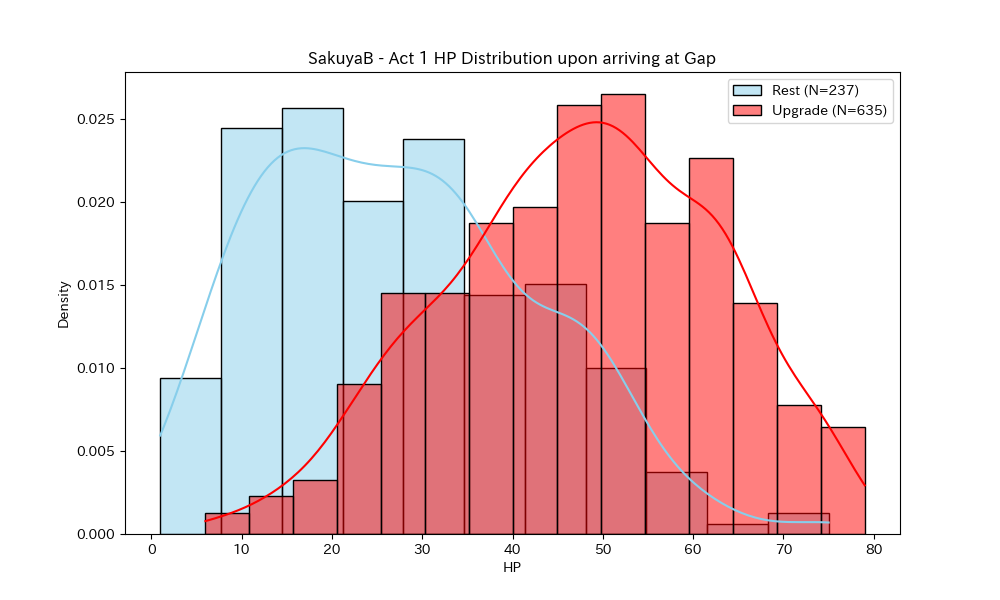 SakuyaB - Act 1 HP Distribution upon arriving at Gap
Rest (N=237)
Upgrade (N=635)
Density
0.025
0.020
0.015
0.010
0.005
0.000
0 10 20 30 40 50 60 70 80
HP